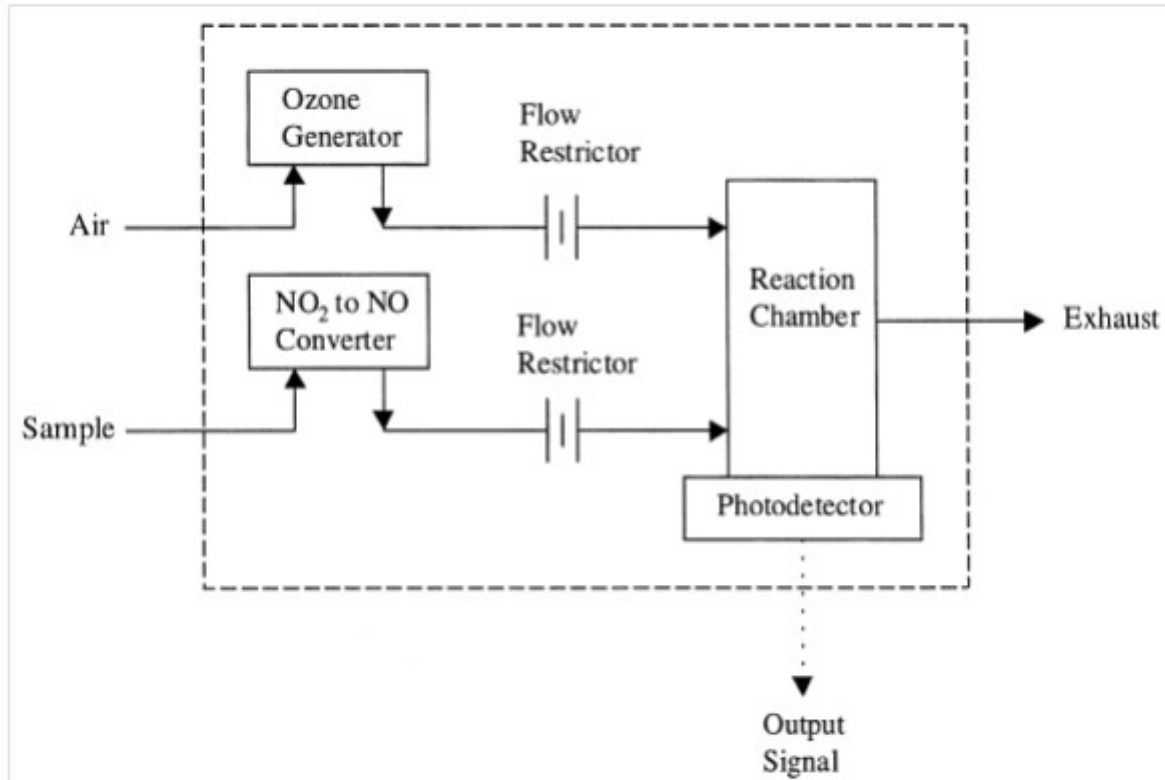 Ozone
Generator
Flow
Restrictor
Air
NO₂ to NO
Converter
Reaction
Chamber
Exhaust
Flow
Restrictor
Sample
Photodetector
Output
Signal